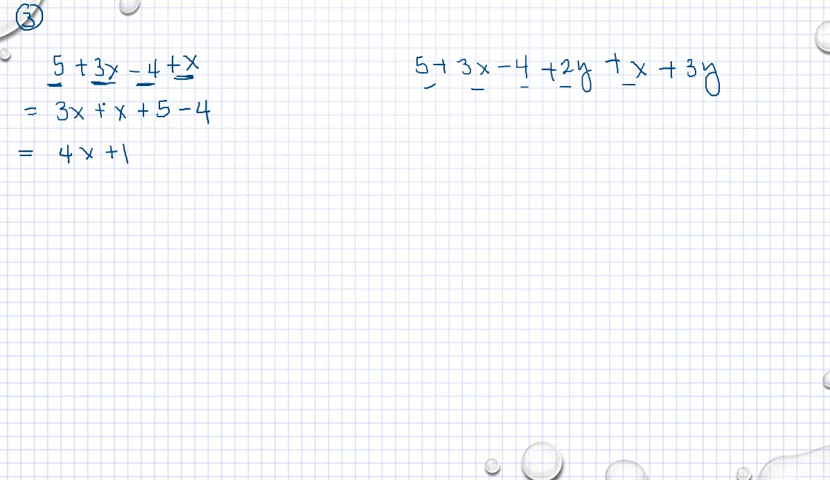 ③
5 + 3x - 4 + x
= 3x + x + 5 - 4
= 4x + 1
5 + 3x - 4 + 2y + x + 3y